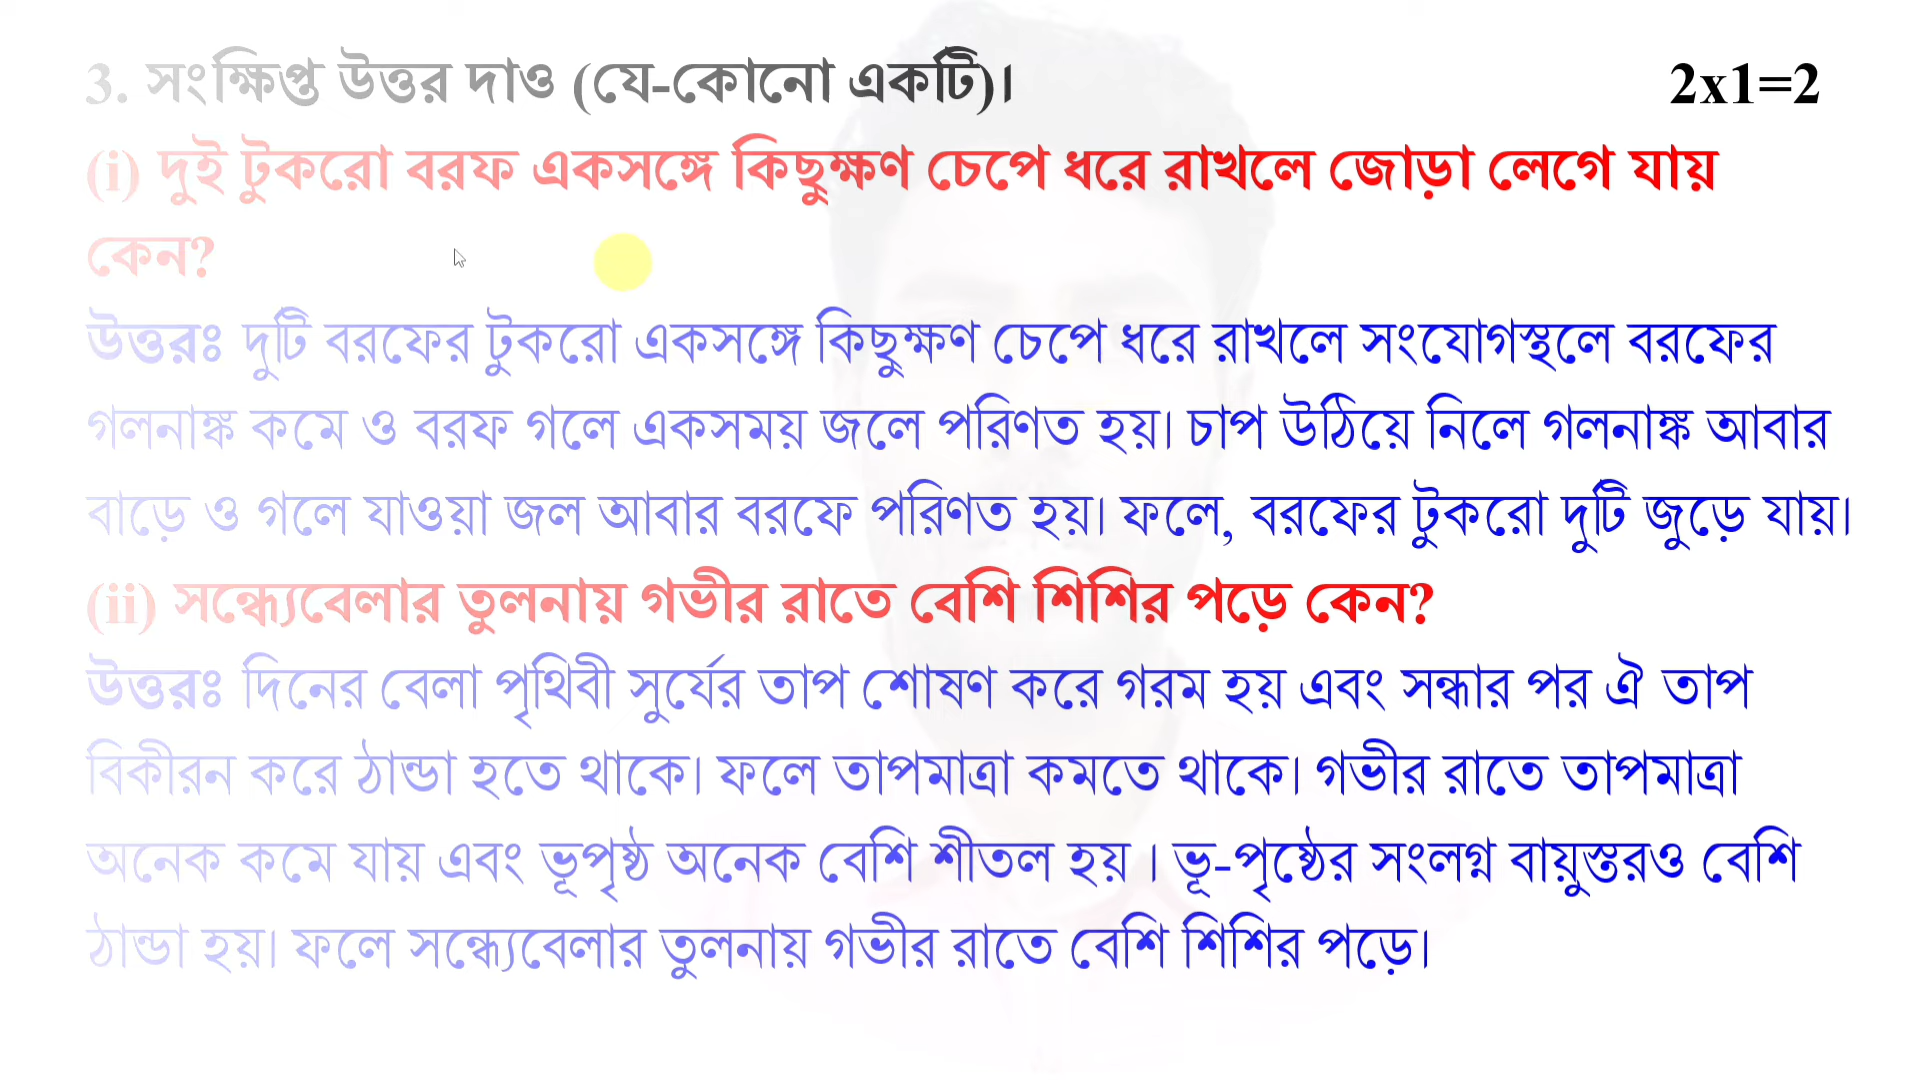 3. সংক্ষিপ্ত উত্তর দাও (যে-কোনো একটি)। 2x1=2
(i) দুই টুকরো বরফ একসঙ্গে কিছুক্ষণ চেপে ধরে রাখলে জোড়া লেগে যায়
কেন?
উত্তরঃ দুটি বরফের টুকরো একসঙ্গে কিছুক্ষণ চেপে ধরে রাখলে সংযোগস্থলে বরফের
গলনাঙ্ক কমে ও বরফ গলে একসময় জলে পরিণত হয়। চাপ উঠিয়ে নিলে গলনাঙ্ক আবার
বাড়ে ও গলে যাওয়া জল আবার বরফে পরিণত হয়। ফলে, বরফের টুকরো দুটি জুড়ে যায়।
(ii) সন্ধ্যেবেলার তুলনায় গভীর রাতে বেশি শিশির পড়ে কেন?
উত্তরঃ দিনের বেলা পৃথিবী সুর্যের তাপ শোষণ করে গরম হয় এবং সন্ধার পর ঐ তাপ
বিকীরন করে ঠান্ডা হতে থাকে। ফলে তাপমাত্রা কমতে থাকে। গভীর রাতে তাপমাত্রা
অনেক কমে যায় এবং ভূপৃষ্ঠ অনেক বেশি শীতল হয় । ভূ-পৃষ্ঠের সংলগ্ন বায়ুস্তরও বেশি
ঠান্ডা হয়। ফলে সন্ধ্যেবেলার তুলনায় গভীর রাতে বেশি শিশির পড়ে।